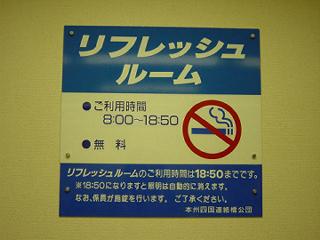 リフレッシュ
ルーム
●ご利用時間
8:00〜18:50
●無 料
リフレッシュルームのご利用時間は18:50までです。
※18:50になりますと照明は自動的に消えます。
なお、係員が施錠を行います。 ご了承ください。
本州四国連絡橋公団